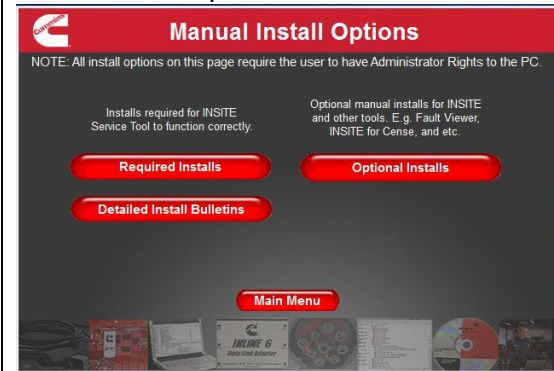 Cummins
Manual Install Options
NOTE: All install options on this page require the user to have Administrator Rights to the PC.
Installs required for INSITE
Service Tool to function correctly.
Required Installs
Detailed Install Bulletins
Optional manual installs for INSITE
and other tools. E.g. Fault Viewer,
INSITE for Cense, and etc.
Optional Installs
Main Menu
INLINE 6
Data Link Adapter